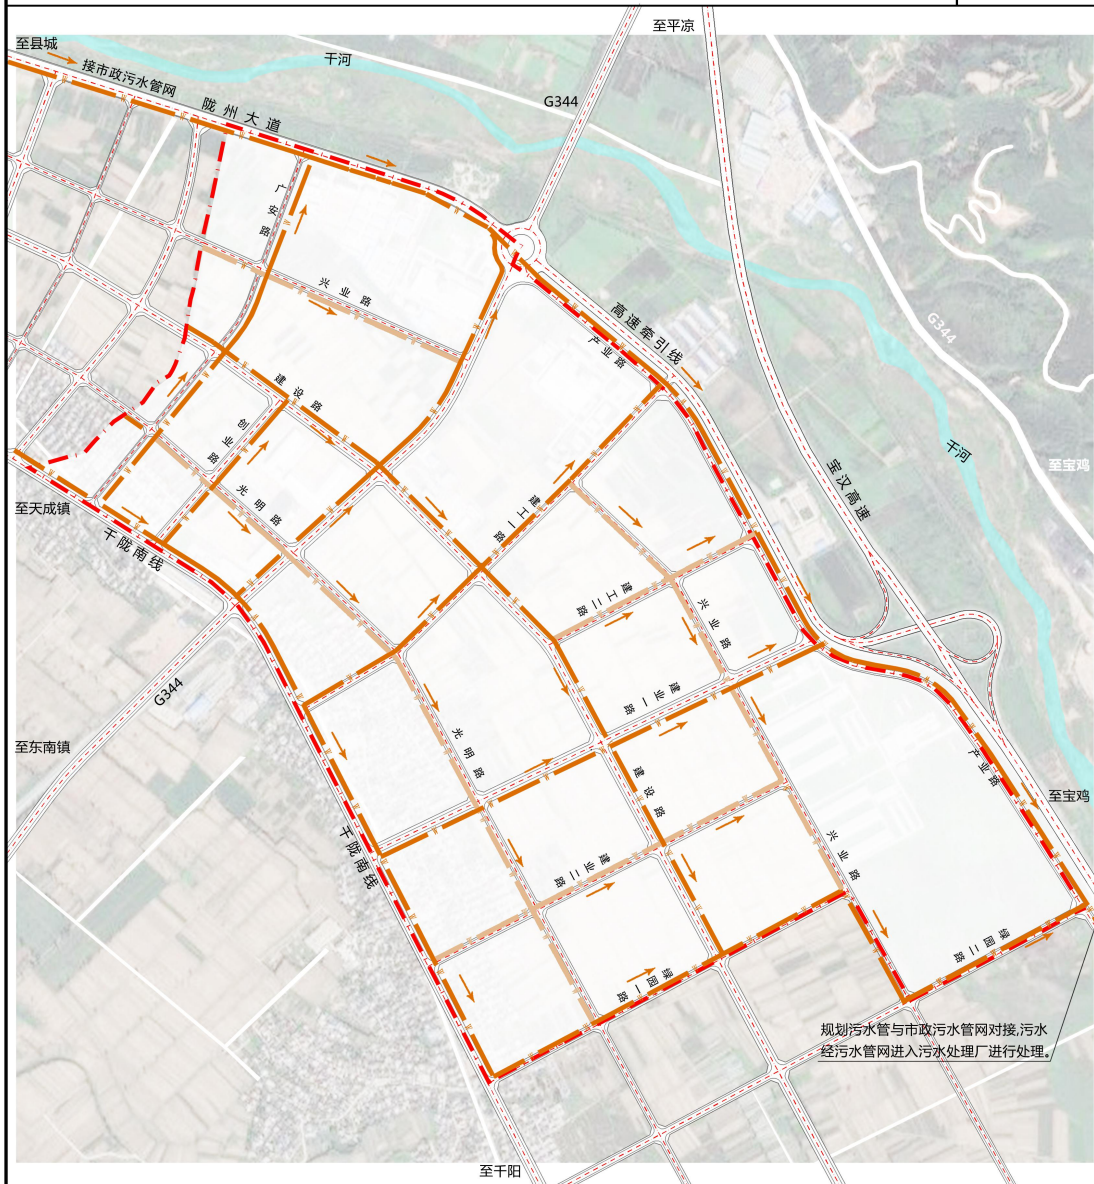 至平凉
至县城
干河
接市政污水管网
G344
陇州大道
广安路
兴业路
高速牵引线
G344
产业路
建设路
创业路
干河
至宝鸡
宝汉高速
光明路
建工一路
至天成镇
千陇南线
建工二路
兴业路
G344
建业一路
至东南镇
光明路
产业路
建设路
至宝鸡
千陇南线
兴业路
建业二路
绿园二路
绿园一路
规划污水管与市政污水管网对接,污水
经污水管网进入污水处理厂进行处理。
至千阳